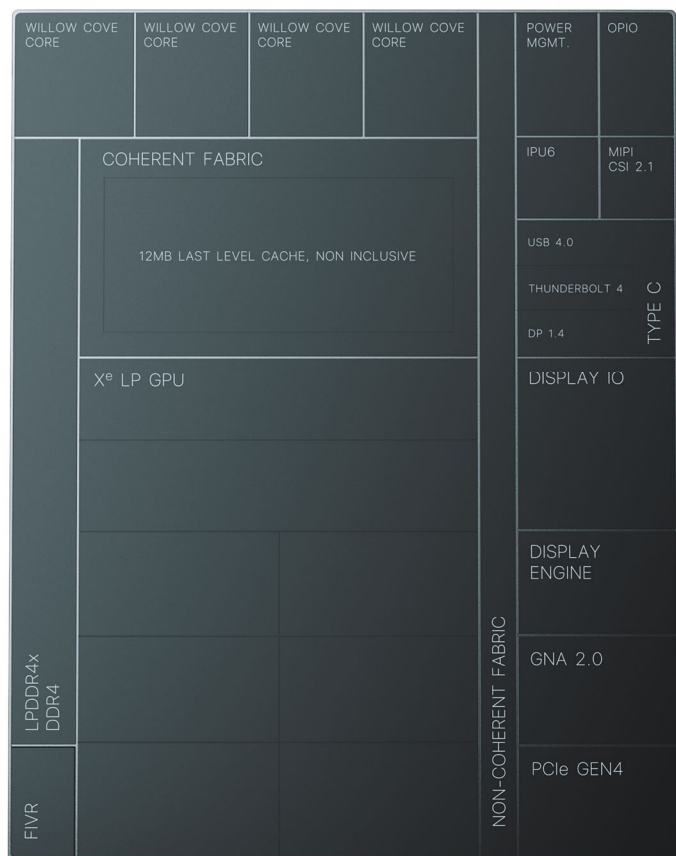 WILLOW COVE
CORE
WILLOW COVE
CORE
WILLOW COVE
CORE
WILLOW COVE
CORE
POWER
MGMT.
OPIO
COHERENT FABRIC
12MB LAST LEVEL CACHE, NON INCLUSIVE
IPU6
MIPI
CSI 2.1
USB 4.0
THUNDERBOLT 4
DP 1.4
TYPE C
Xᵉ LP GPU
DISPLAY IO
DISPLAY
ENGINE
GNA 2.0
PCIe GEN4
LPDDR4x
DDR4
FIVR
NON-COHERENT FABRIC